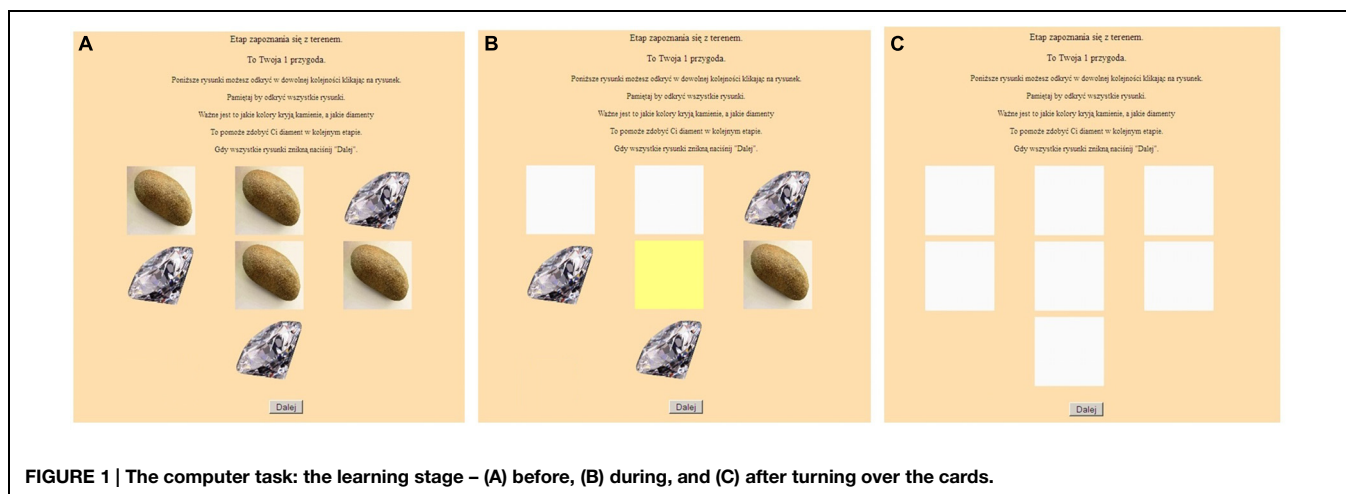 A
Etap zapoznania się z terenem.
To Twoja 1 przygoda.
Poniższe rysunki możesz odkryć w dowolnej kolejności klikając na rysunek.
Pamiętaj by odkryć wszystkie rysunki.
Ważne jest to jakie kolory kryją kamienie, a jakie diamenty
To pomoże zdobyć Ci diament w kolejnym etapie.
Gdy wszystkie rysunki znikną naciśnij "Dalej".
Dalej
B
Etap zapoznania się z terenem.
To Twoja 1 przygoda.
Poniższe rysunki możesz odkryć w dowolnej kolejności klikając na rysunek.
Pamiętaj by odkryć wszystkie rysunki.
Ważne jest to jakie kolory kryją kamienie, a jakie diamenty
To pomoże zdobyć Ci diament w kolejnym etapie.
Gdy wszystkie rysunki znikną naciśnij "Dalej".
Dalej
C
Etap zapoznania się z terenem.
To Twoja 1 przygoda.
Poniższe rysunki możesz odkryć w dowolnej kolejności klikając na rysunek.
Pamiętaj by odkryć wszystkie rysunki.
Ważne jest to jakie kolory kryją kamienie, a jakie diamenty
To pomoże zdobyć Ci diament w kolejnym etapie.
Gdy wszystkie rysunki znikną naciśnij "Dalej".
Dalej
FIGURE 1 | The computer task: the learning stage – (A) before, (B) during, and (C) after turning over the cards.